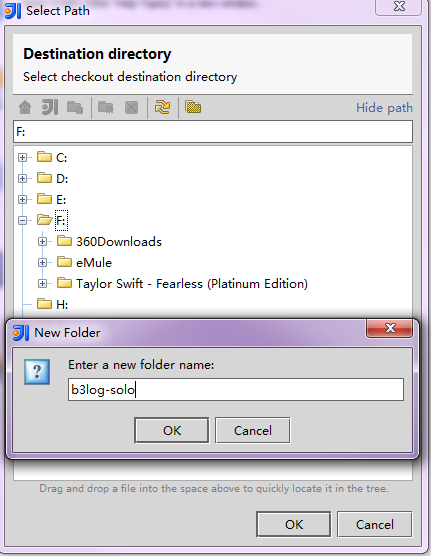 Select Path
Destination directory
Select checkout destination directory
Hide path
F:
C:
D:
E:
F:
360Downloads
eMule
Taylor Swift - Fearless (Platinum Edition)
H:
New Folder
Enter a new folder name:
b3log-solo
OK Cancel
Drag and drop a file into the space above to quickly locate it in the tree.
OK Cancel